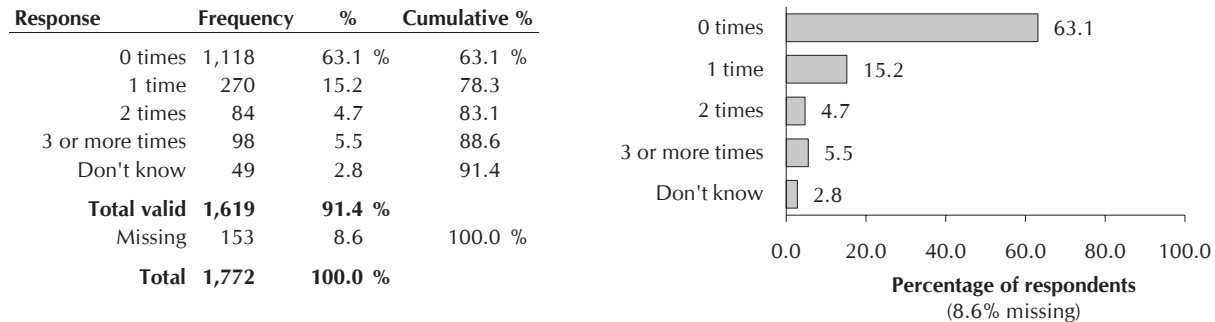 Response Frequency % Cumulative %
0 times 1,118 63.1 % 63.1 %
1 time 270 15.2 78.3
2 times 84 4.7 83.1
3 or more times 98 5.5 88.6
Don't know 49 2.8 91.4
Total valid 1,619 91.4 %
Missing 153 8.6 100.0 %
Total 1,772 100.0 %
0 times 63.1
1 time 15.2
2 times 4.7
3 or more times 5.5
Don't know 2.8
0.0 20.0 40.0 60.0 80.0 100.0
Percentage of respondents
(8.6% missing)